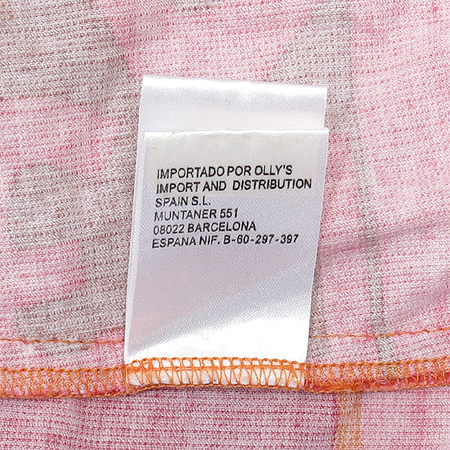 IMPORTADO POR OLLY'S
IMPORT AND DISTRIBUTION
SPAIN S.L.
MUNTANER 551
08022 BARCELONA
ESPANA NIF. B-60-297-397